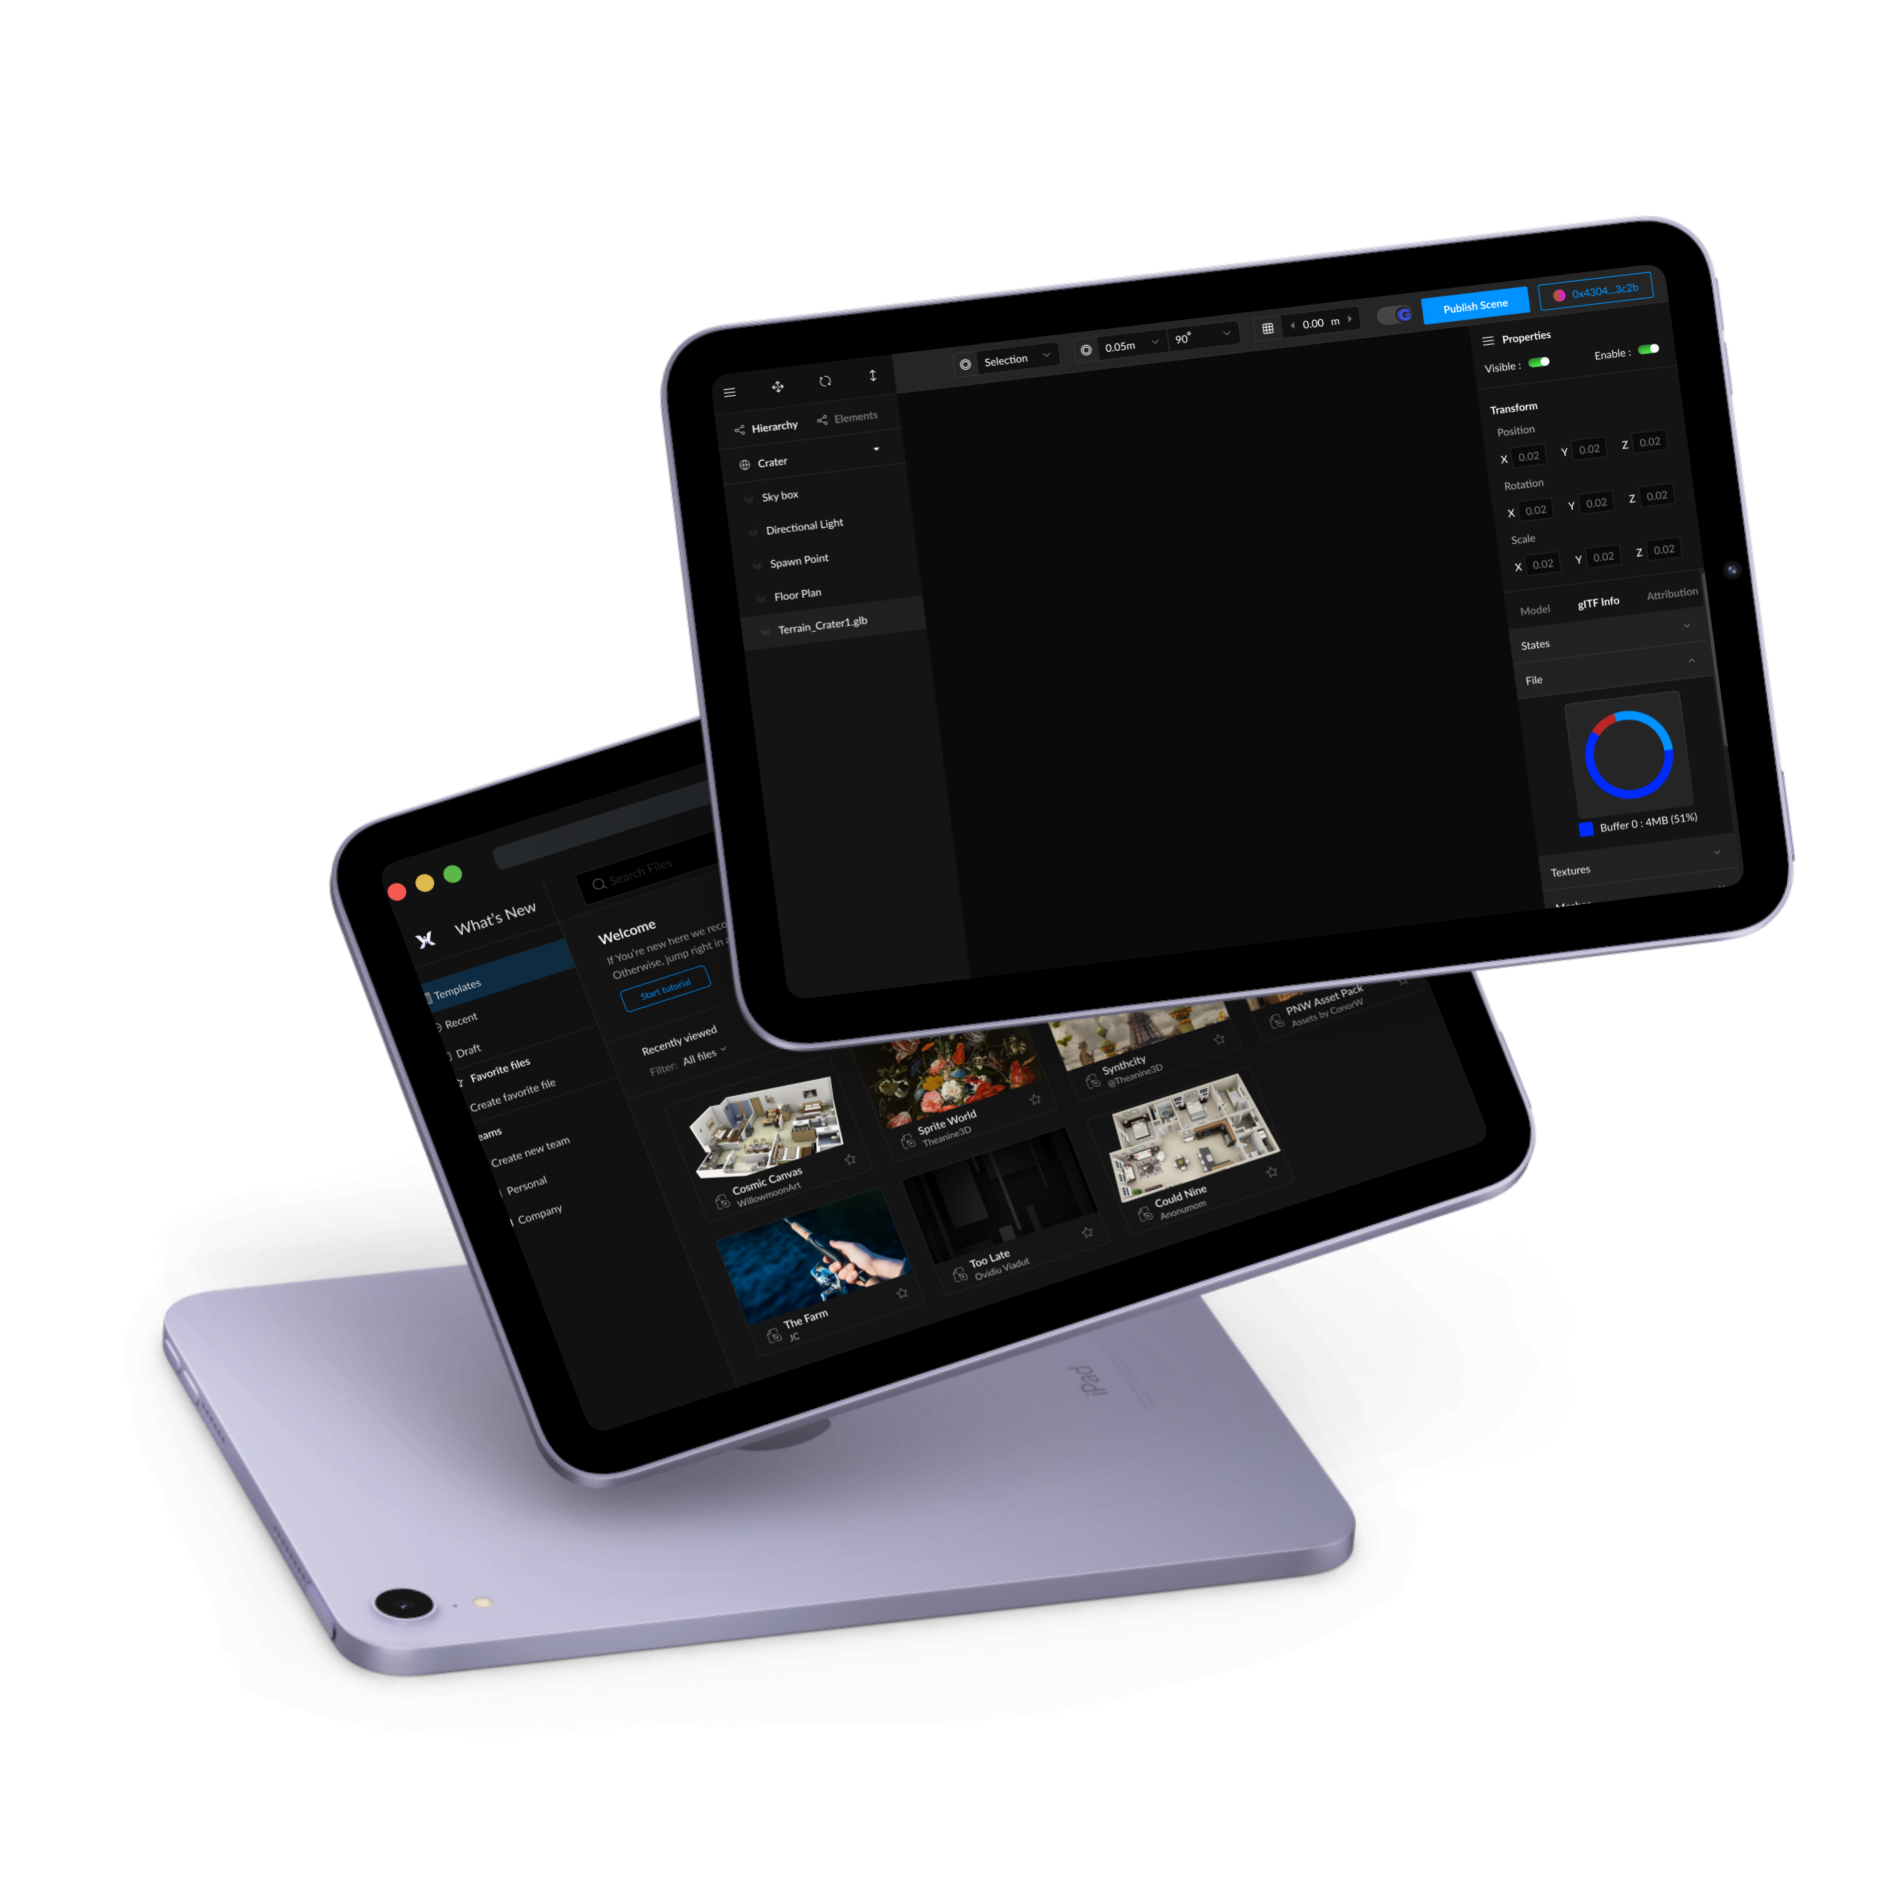 Selection
0.05m
90°
0.00 m
Publish Scene
0x4304...3c2b
Hierarchy
Elements
Crater
Sky box
Directional Light
Spawn Point
Floor Plan
Terrain_Crater1.glb
Properties
Visible :
Enable :
Transform
Position
X 0.02 Y 0.02 Z 0.02
Rotation
X 0.02 Y 0.02 Z 0.02
Scale
X 0.02 Y 0.02 Z 0.02
Model
glTF Info
Attribution
States
File
Buffer 0 : 4MB (51%)
Textures
What's New
Search Files
Templates
Recent
Draft
Favorite files
Create favorite file
eams
Create new team
Personal
Company
Welcome
If You're new here we reco
Otherwise, jump right in
Start tutorial
Recently viewed
Filter: All files
Cosmic Canvas
WillowmoonArt
Sprite World
Theanine3D
Synthcity
@Theanine3D
PNW Asset Pack
Assets by ConorW
The Farm
JC
Too Late
Ovidiu Viadut
Could Nine
Anonumom
iPad